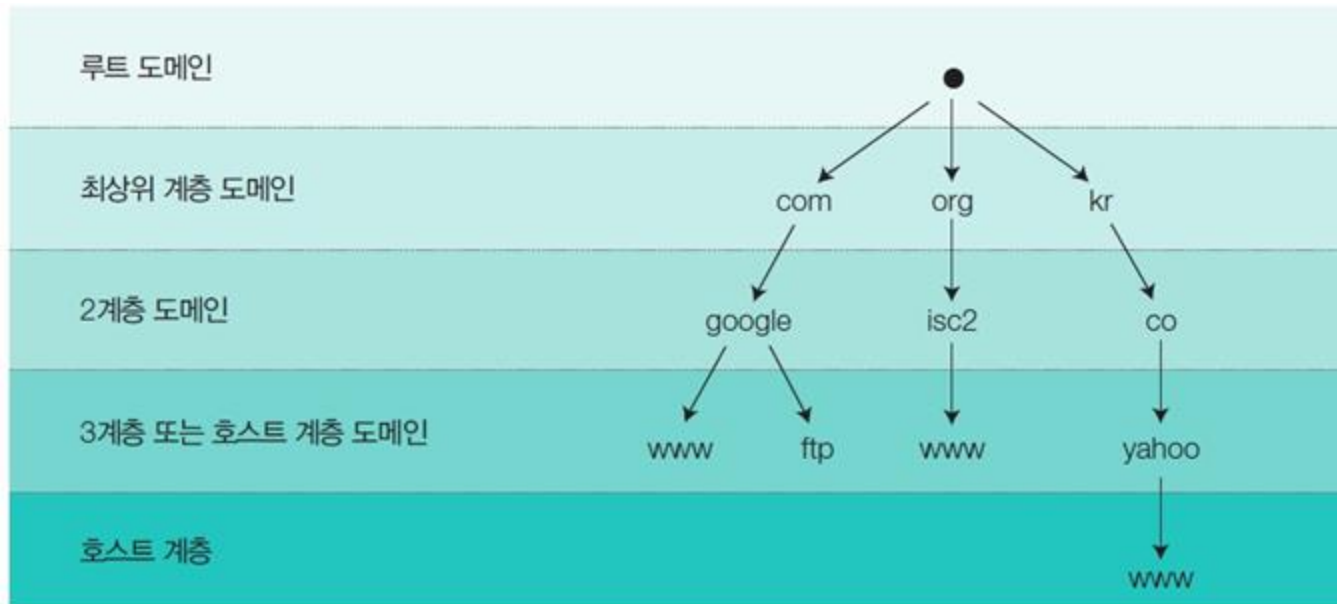 루트 도메인
최상위 계층 도메인
com org kr
2계층 도메인
google isc2 co
3계층 또는 호스트 계층 도메인
www ftp www yahoo
호스트 계층
www